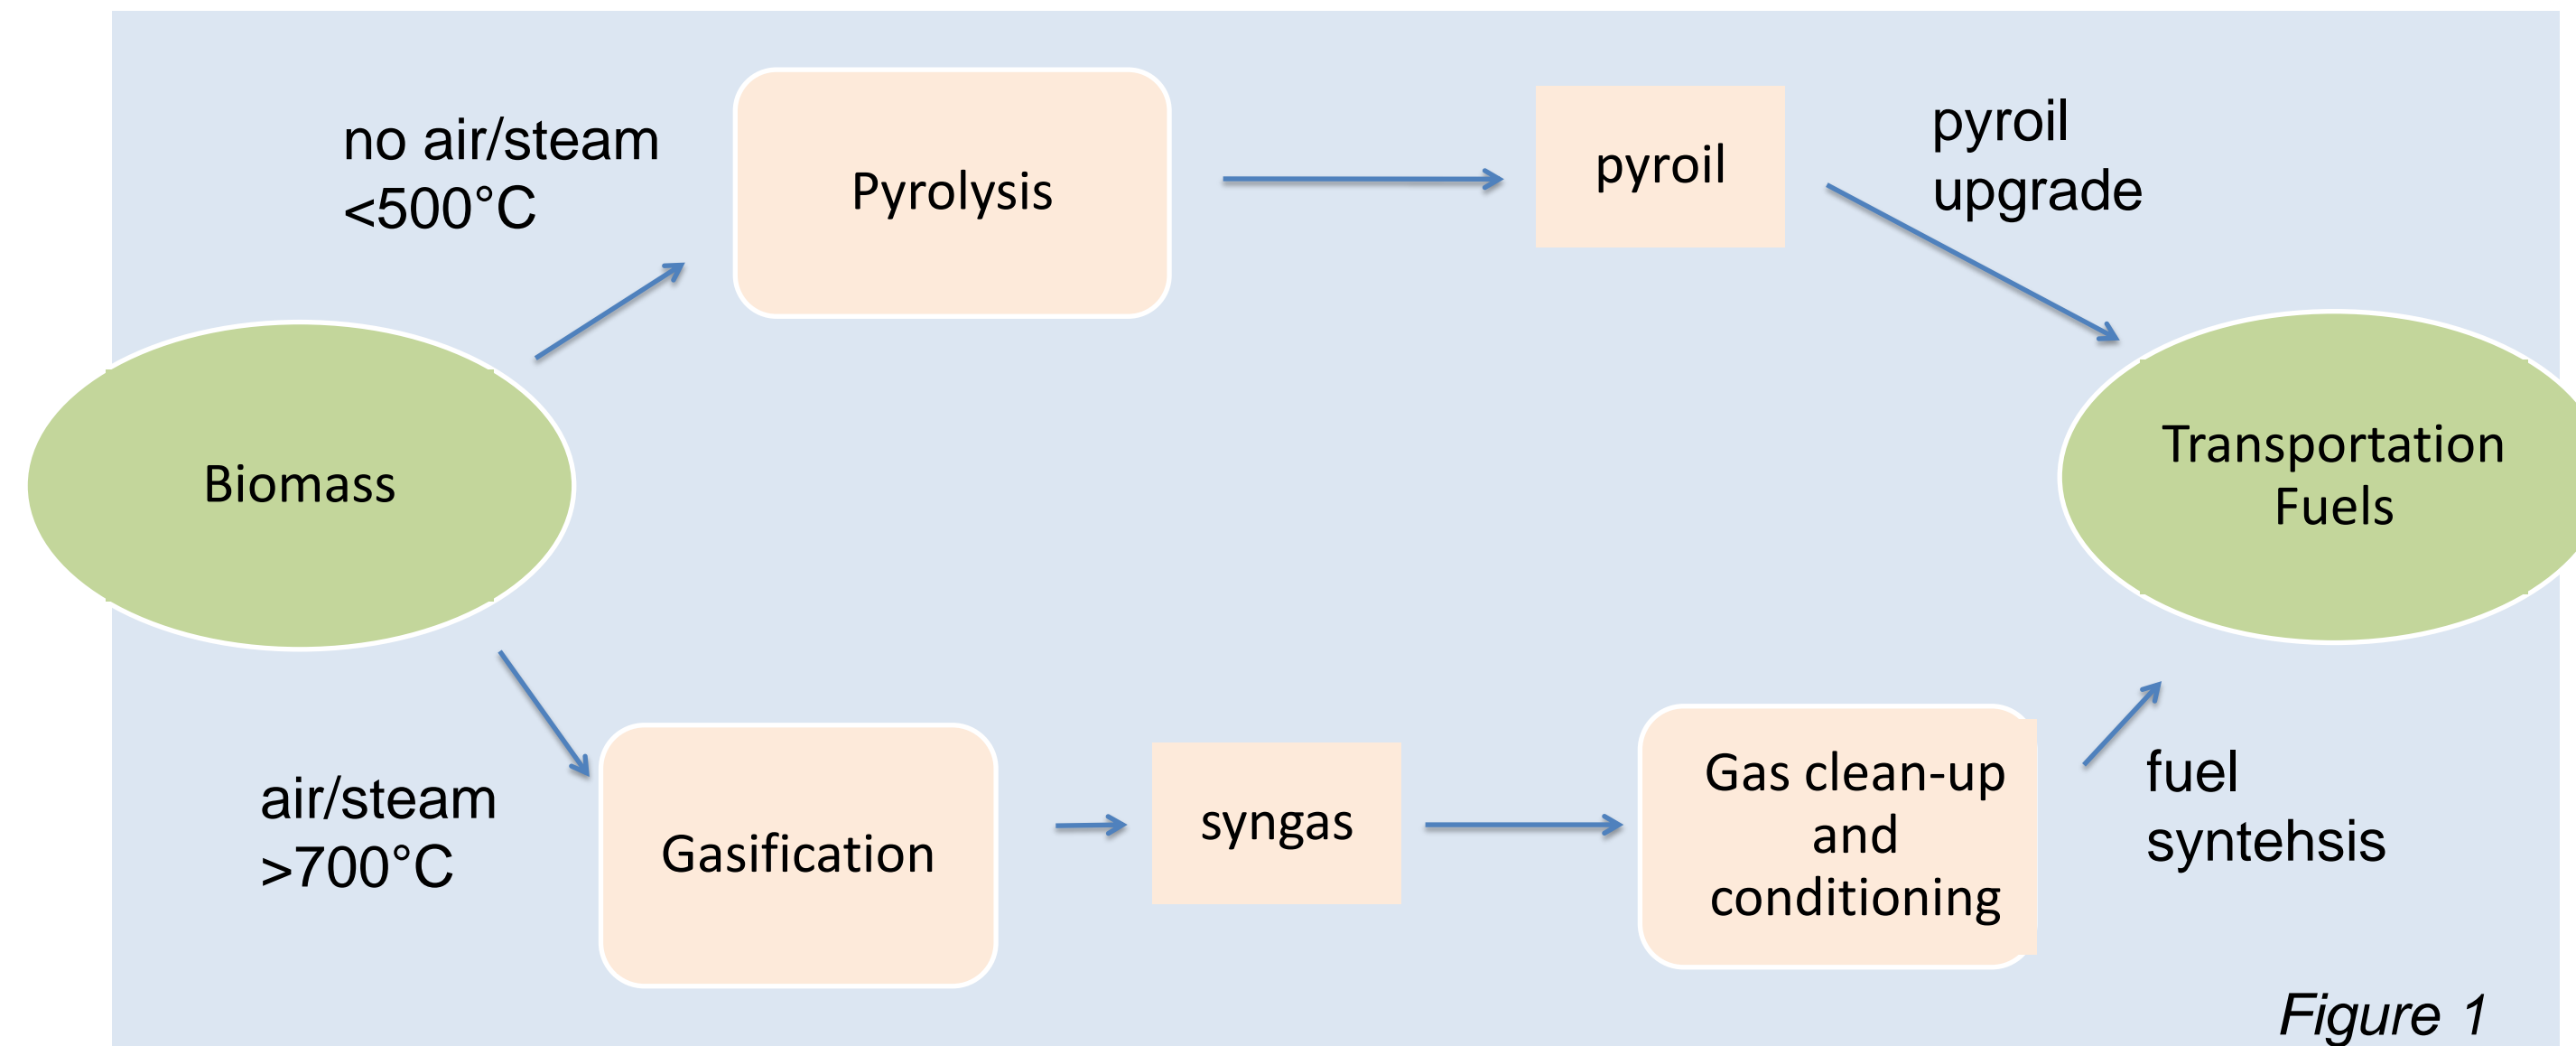 no air/steam
<500°C
Pyrolysis
pyroil
pyroil
upgrade
Biomass
Transportation
Fuels
air/steam
>700°C
Gasification
syngas
Gas clean-up
and
conditioning
fuel
syntehsis
Figure 1